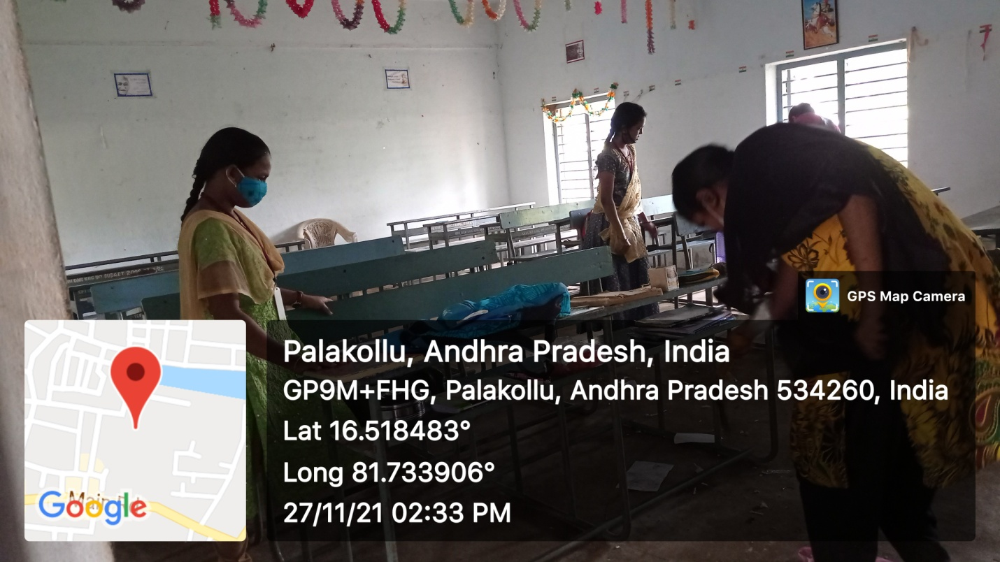 GPS Map Camera
Palakollu, Andhra Pradesh, India
GP9M+FHG, Palakollu, Andhra Pradesh 534260, India
Lat 16.518483°
Long 81.733906°
27/11/21 02:33 PM
Google